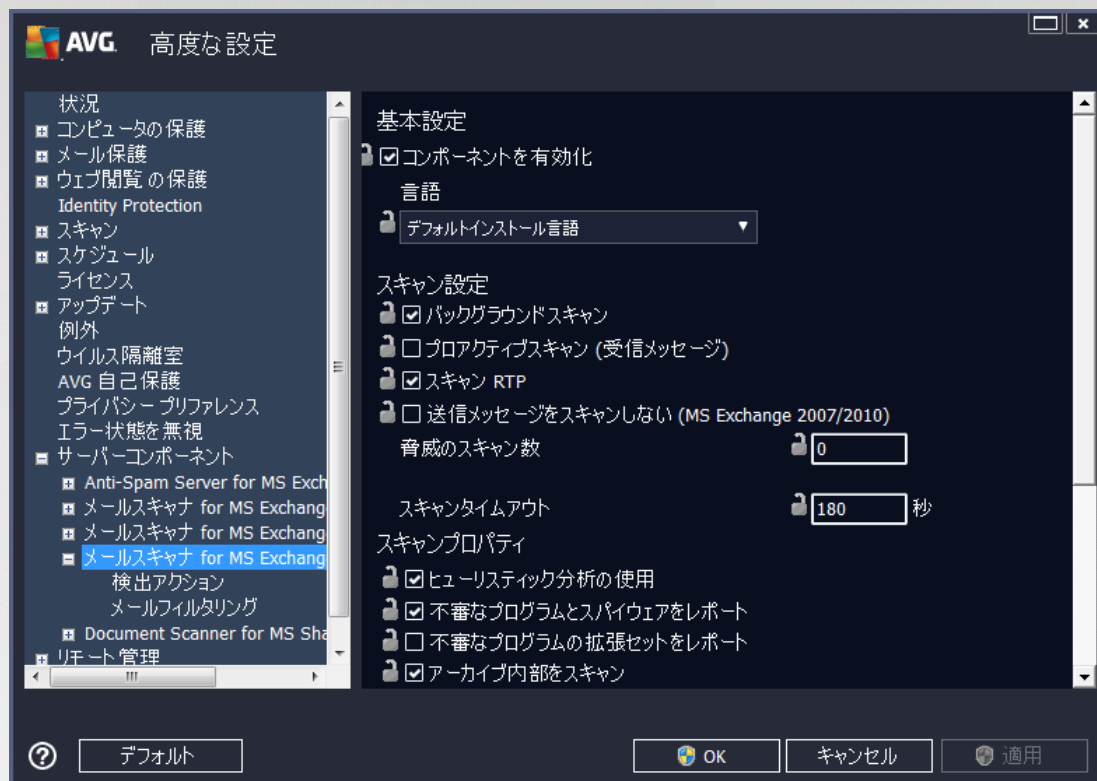 AVG. 高度な設定
状況
コンピュータの保護
メール保護
ウェブ閲覧 の保護
Identity Protection
スキャン
スケジュール
ライセンス
アップデート
例外
ウイルス隔離室
AVG 自己保護
プライバシー プリファレンス
エラー状態を無視
サーバーコンポーネント
Anti-Spam Server for MS Exch
メールスキャナ for MS Exchang
メールスキャナ for MS Exchang
メールスキャナ for MS Exchang
検出アクション
メールフィルタリング
Document Scanner for MS Sha
リモート管理
基本設定
コンポーネントを有効化
言語
デフォルトインストール言語
スキャン設定
バックグラウンドスキャン
プロアクティブスキャン (受信メッセージ)
スキャン RTP
送信メッセージをスキャンしない (MS Exchange 2007/2010)
脅威のスキャン数 0
スキャンタイムアウト 180 秒
スキャンプロパティ
ヒューリスティック分析の使用
不審なプログラムとスパイウェアをレポート
不審なプログラムの拡張セットをレポート
アーカイブ内部をスキャン
デフォルト
OK
キャンセル
適用